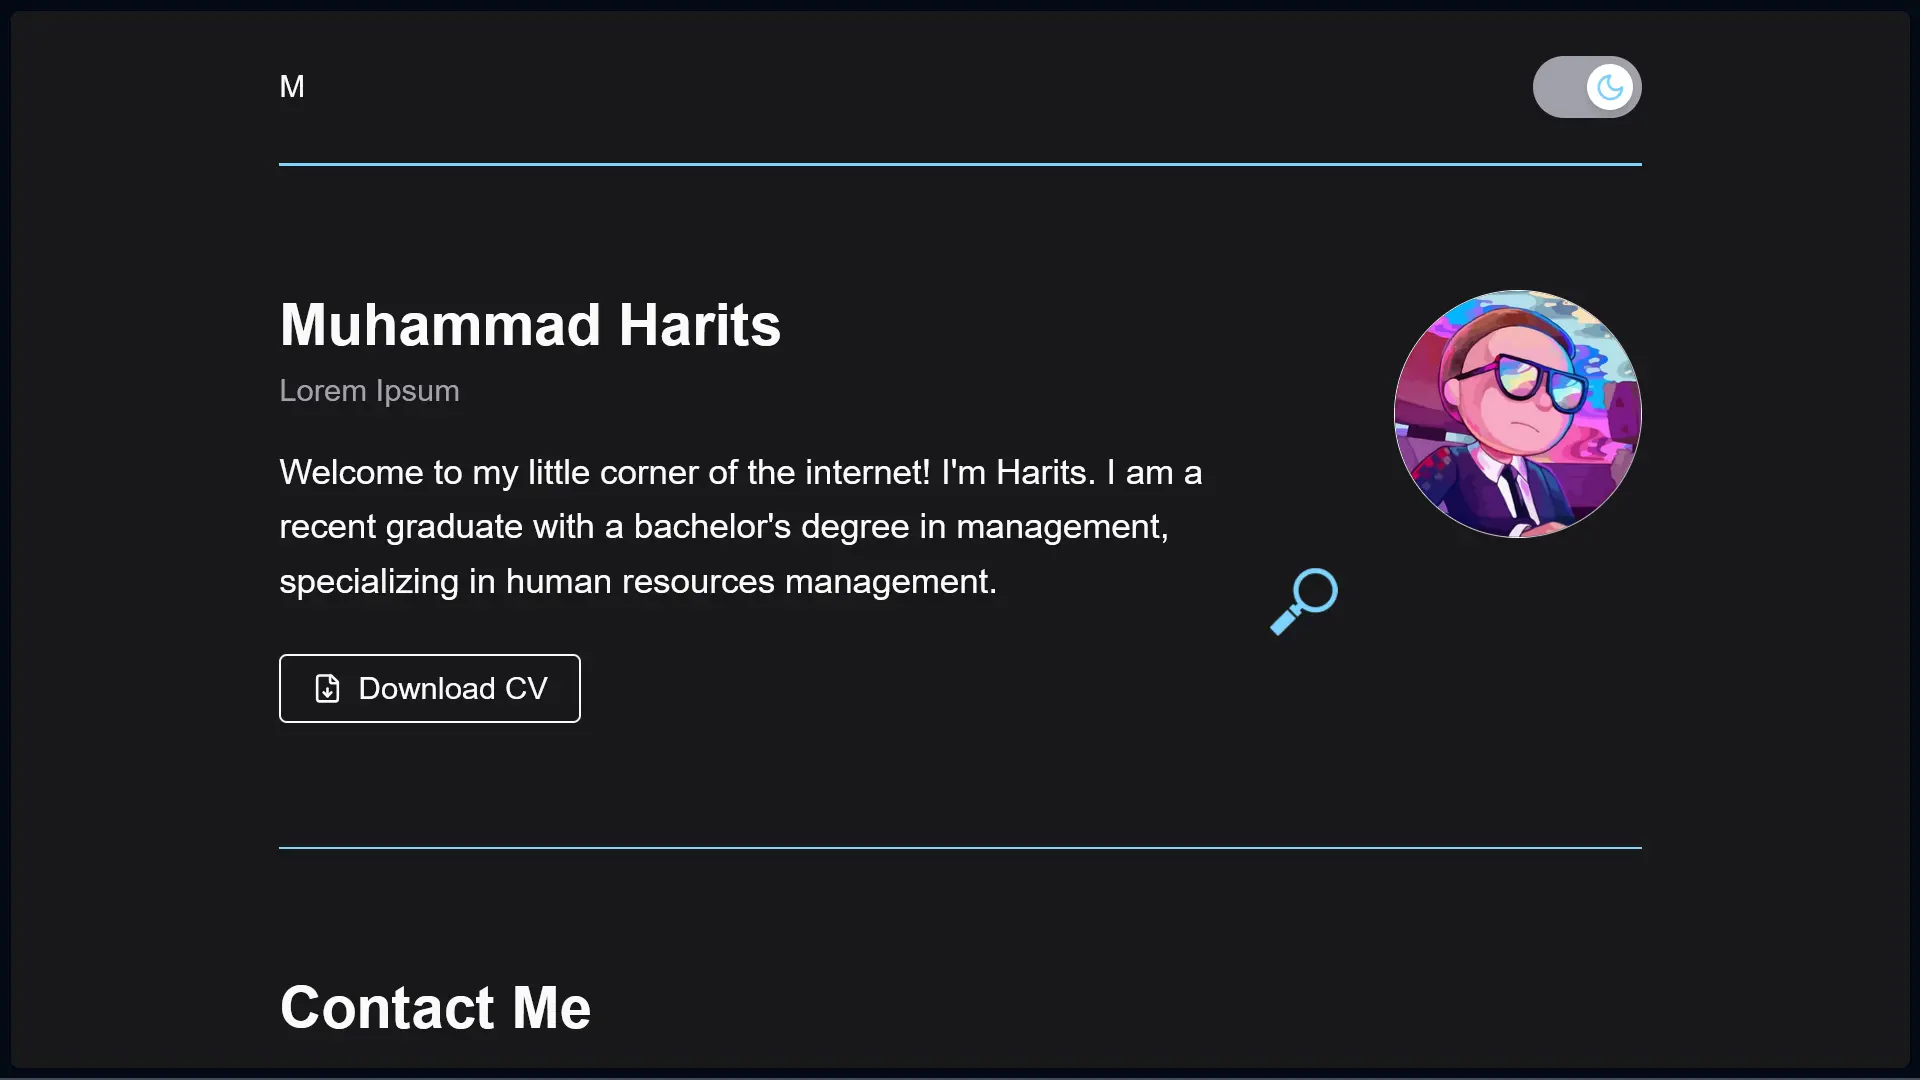 M
Muhammad Harits
Lorem Ipsum
Welcome to my little corner of the internet! I'm Harits. I am a
recent graduate with a bachelor's degree in management,
specializing in human resources management.
Download CV
Contact Me